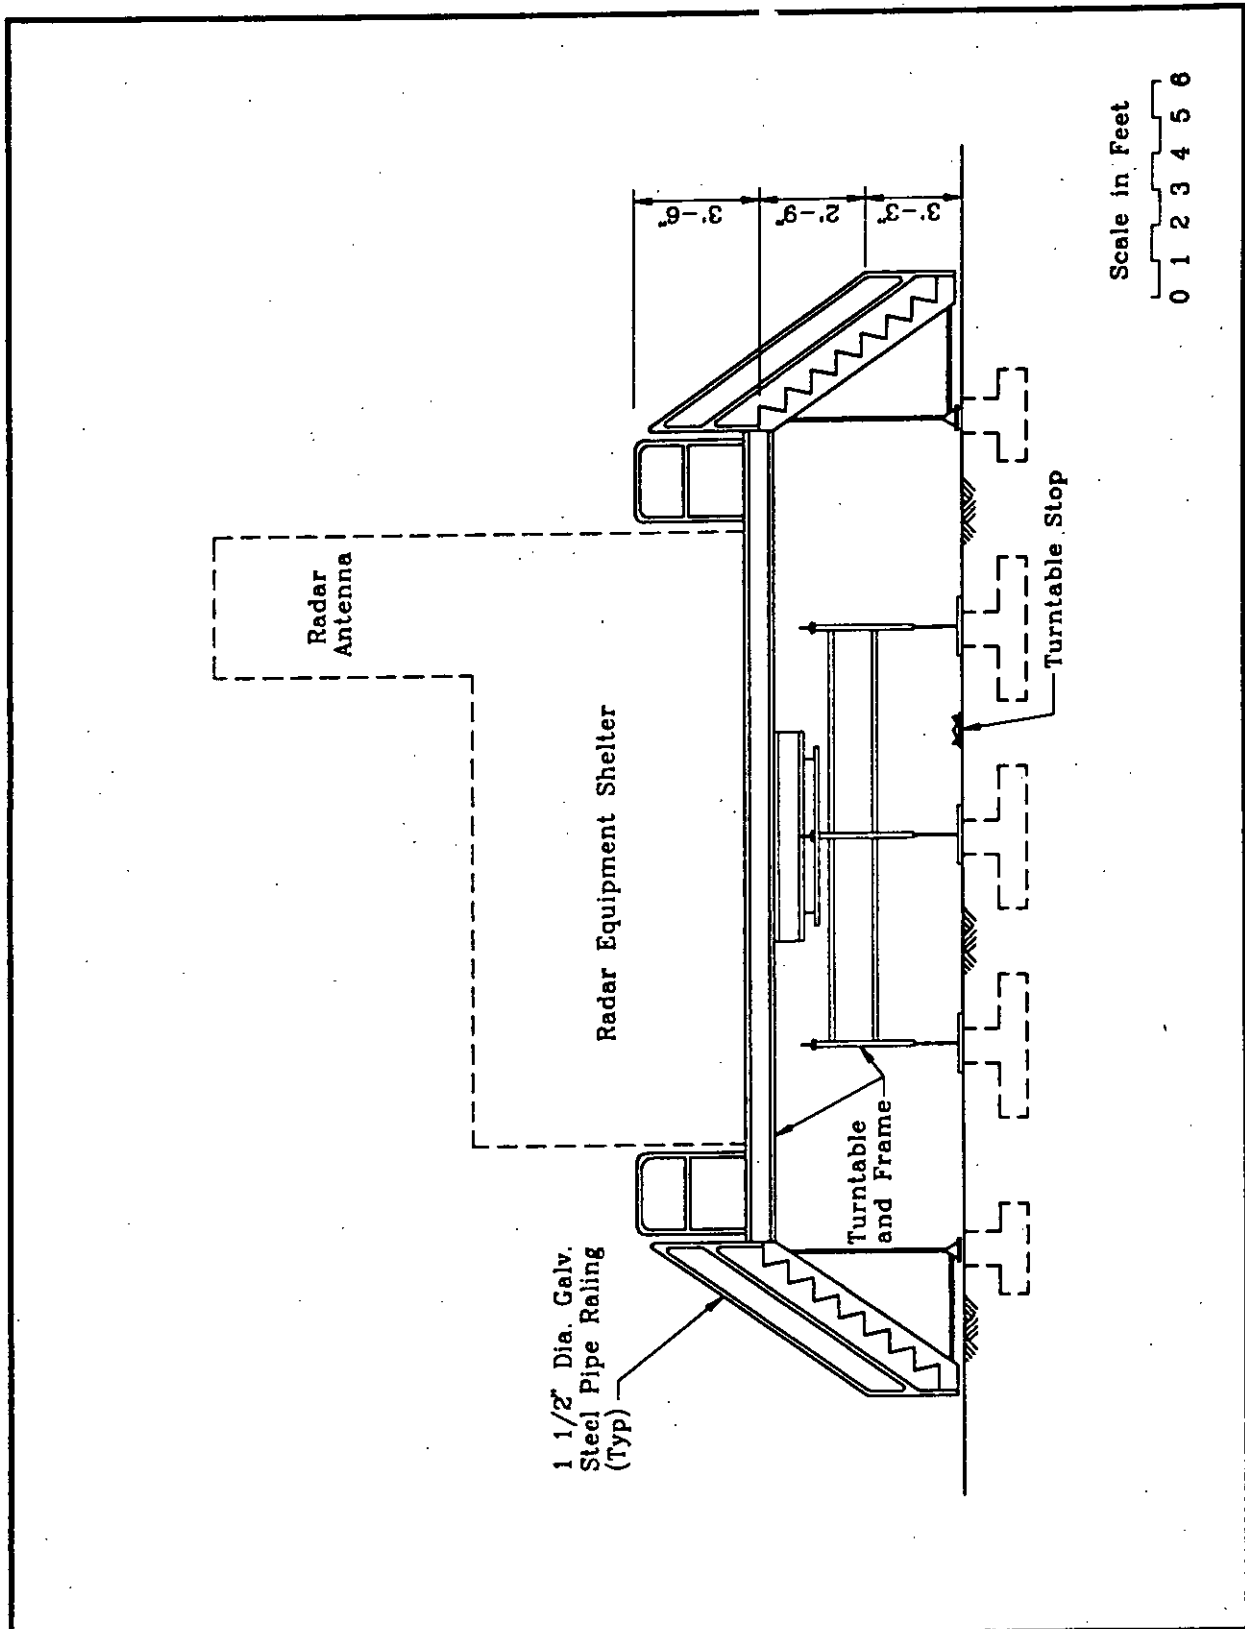 Radar
Antenna
Radar Equipment Shelter
1 1/2" Dia. Galv.
Steel Pipe Raling
(Typ)
3'-6"
2'-9"
3'-3"
Turntable
and Frame
Turntable Stop
Scale in Feet
0 1 2 3 4 5 6